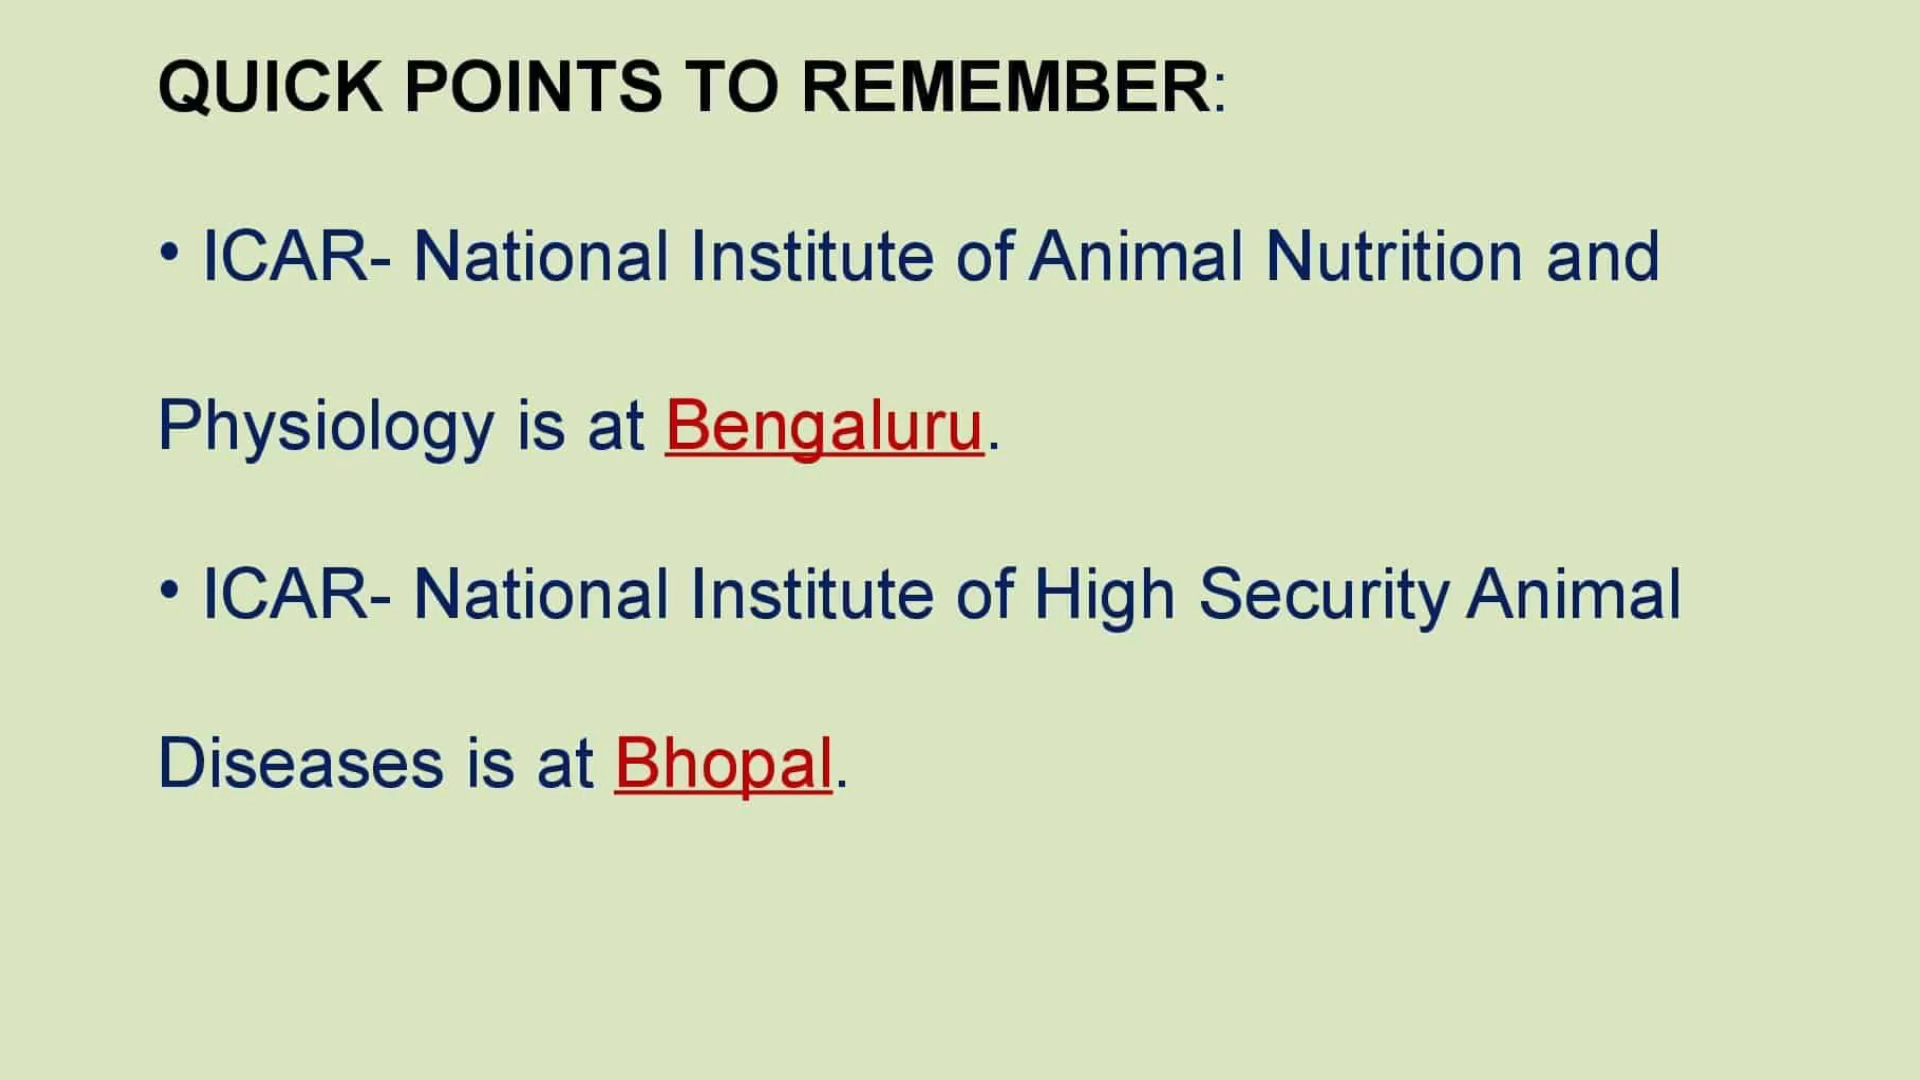 QUICK POINTS TO REMEMBER:
• ICAR- National Institute of Animal Nutrition and
Physiology is at Bengaluru.
• ICAR- National Institute of High Security Animal
Diseases is at Bhopal.